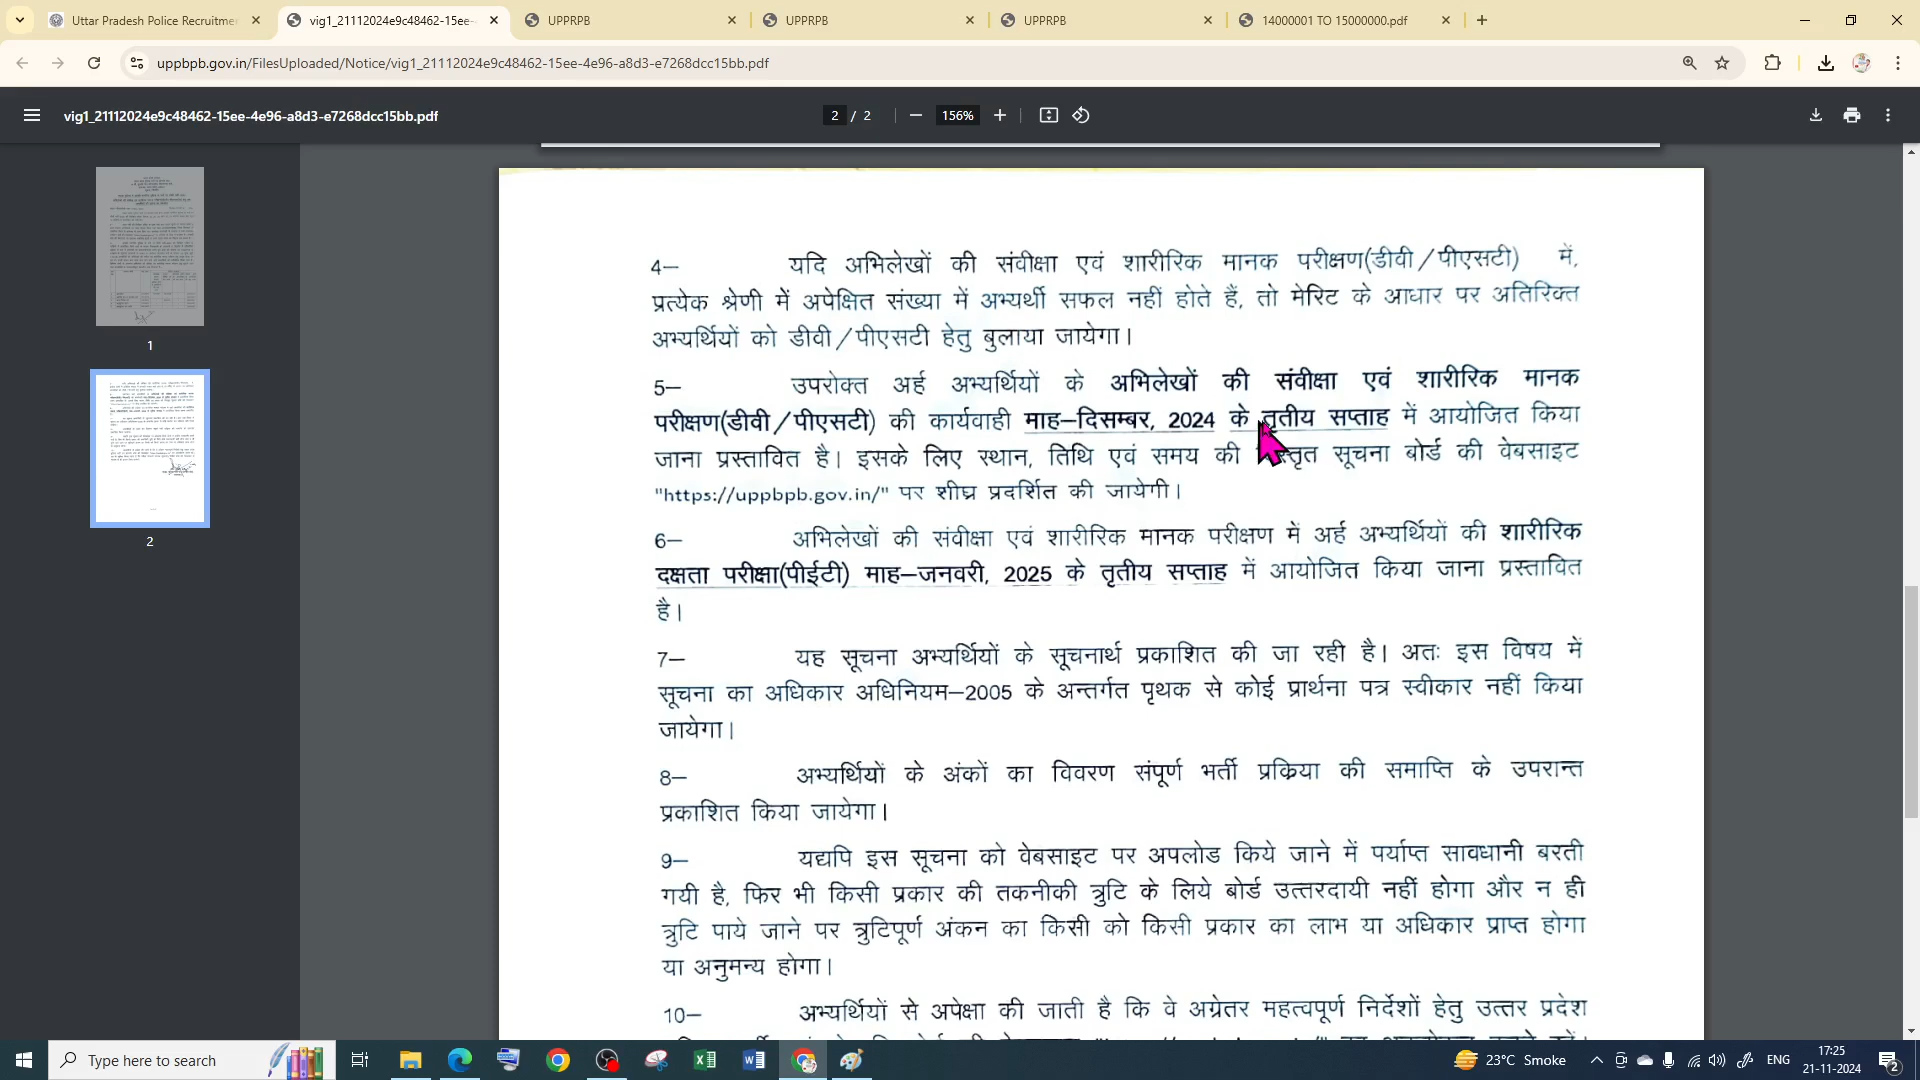 Uttar Pradesh Police Recruitme
vig1_21112024e9c48462-15ee-
UPPRPB
UPPRPB
UPPRPB
14000001 TO 15000000.pdf
uppbpb.gov.in/FilesUploaded/Notice/vig1_21112024e9c48462-15ee-4e96-a8d3-e7268dcc15bb.pdf
vig1_21112024e9c48462-15ee-4e96-a8d3-e7268dcc15bb.pdf
2 / 2
156%
1
2
4— यदि अभिलेखों की संवीक्षा एवं शारीरिक मानक परीक्षण(डीवी/पीएसटी) में,
प्रत्येक श्रेणी में अपेक्षित संख्या में अभ्यर्थी सफल नहीं होते हैं, तो मेरिट के आधार पर अतिरिक्त
अभ्यर्थियों को डीवी/पीएसटी हेतु बुलाया जायेगा।
5— उपरोक्त अर्ह अभ्यर्थियों के अभिलेखों की संवीक्षा एवं शारीरिक मानक
परीक्षण(डीवी/पीएसटी) की कार्यवाही माह—दिसम्बर, 2024 के तृतीय सप्ताह में आयोजित किया
जाना प्रस्तावित है। इसके लिए स्थान, तिथि एवं समय की सूचना बोर्ड की वेबसाइट
"https://uppbpb.gov.in/" पर शीघ्र प्रदर्शित की जायेगी।
6— अभिलेखों की संवीक्षा एवं शारीरिक मानक परीक्षण में अर्ह अभ्यर्थियों की शारीरिक
दक्षता परीक्षा(पीईटी) माह—जनवरी, 2025 के तृतीय सप्ताह में आयोजित किया जाना प्रस्तावित
है।
7— यह सूचना अभ्यर्थियों के सूचनार्थ प्रकाशित की जा रही है। अतः इस विषय में
सूचना का अधिकार अधिनियम—2005 के अन्तर्गत पृथक से कोई प्रार्थना पत्र स्वीकार नहीं किया
जायेगा।
8— अभ्यर्थियों के अंकों का विवरण संपूर्ण भर्ती प्रक्रिया की समाप्ति के उपरान्त
प्रकाशित किया जायेगा।
9— यद्यपि इस सूचना को वेबसाइट पर अपलोड किये जाने में पर्याप्त सावधानी बरती
गयी है, फिर भी किसी प्रकार की तकनीकी त्रुटि के लिये बोर्ड उत्तरदायी नहीं होगा और न ही
त्रुटि पाये जाने पर त्रुटिपूर्ण अंकन का किसी को किसी प्रकार का लाभ या अधिकार प्राप्त होगा
या अनुमन्य होगा।
10— अभ्यर्थियों से अपेक्षा की जाती है कि वे अग्रेतर महत्वपूर्ण निर्देशों हेतु उत्तर प्रदेश
Type here to search
23°C Smoke
ENG
17:25
21-11-2024
2